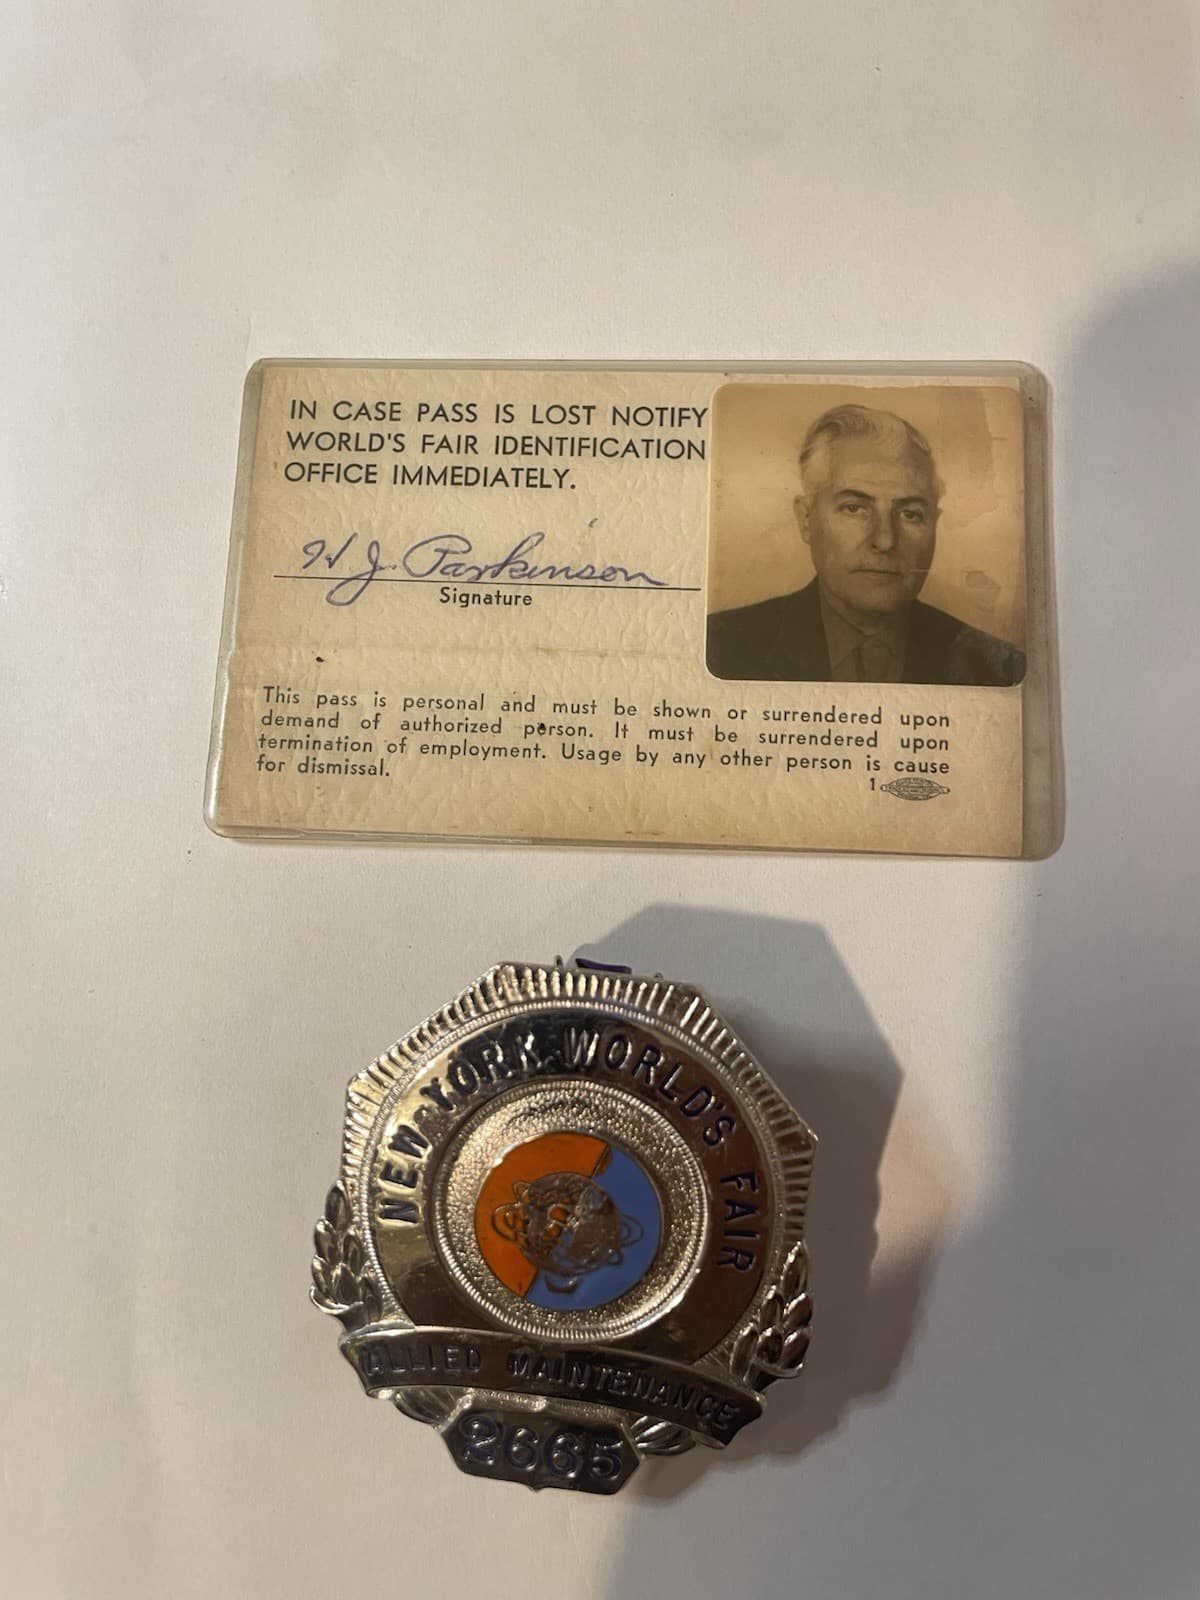 IN CASE PASS IS LOST NOTIFY
WORLD'S FAIR IDENTIFICATION
OFFICE IMMEDIATELY.
H J. Parkinson
Signature
This pass is personal and must be shown or surrendered upon
demand of authorized person. It must be surrendered upon
termination of employment. Usage by any other person is cause
for dismissal.
1
NEW YORK WORLD'S FAIR
ALLIED MAINTENANCE
2665